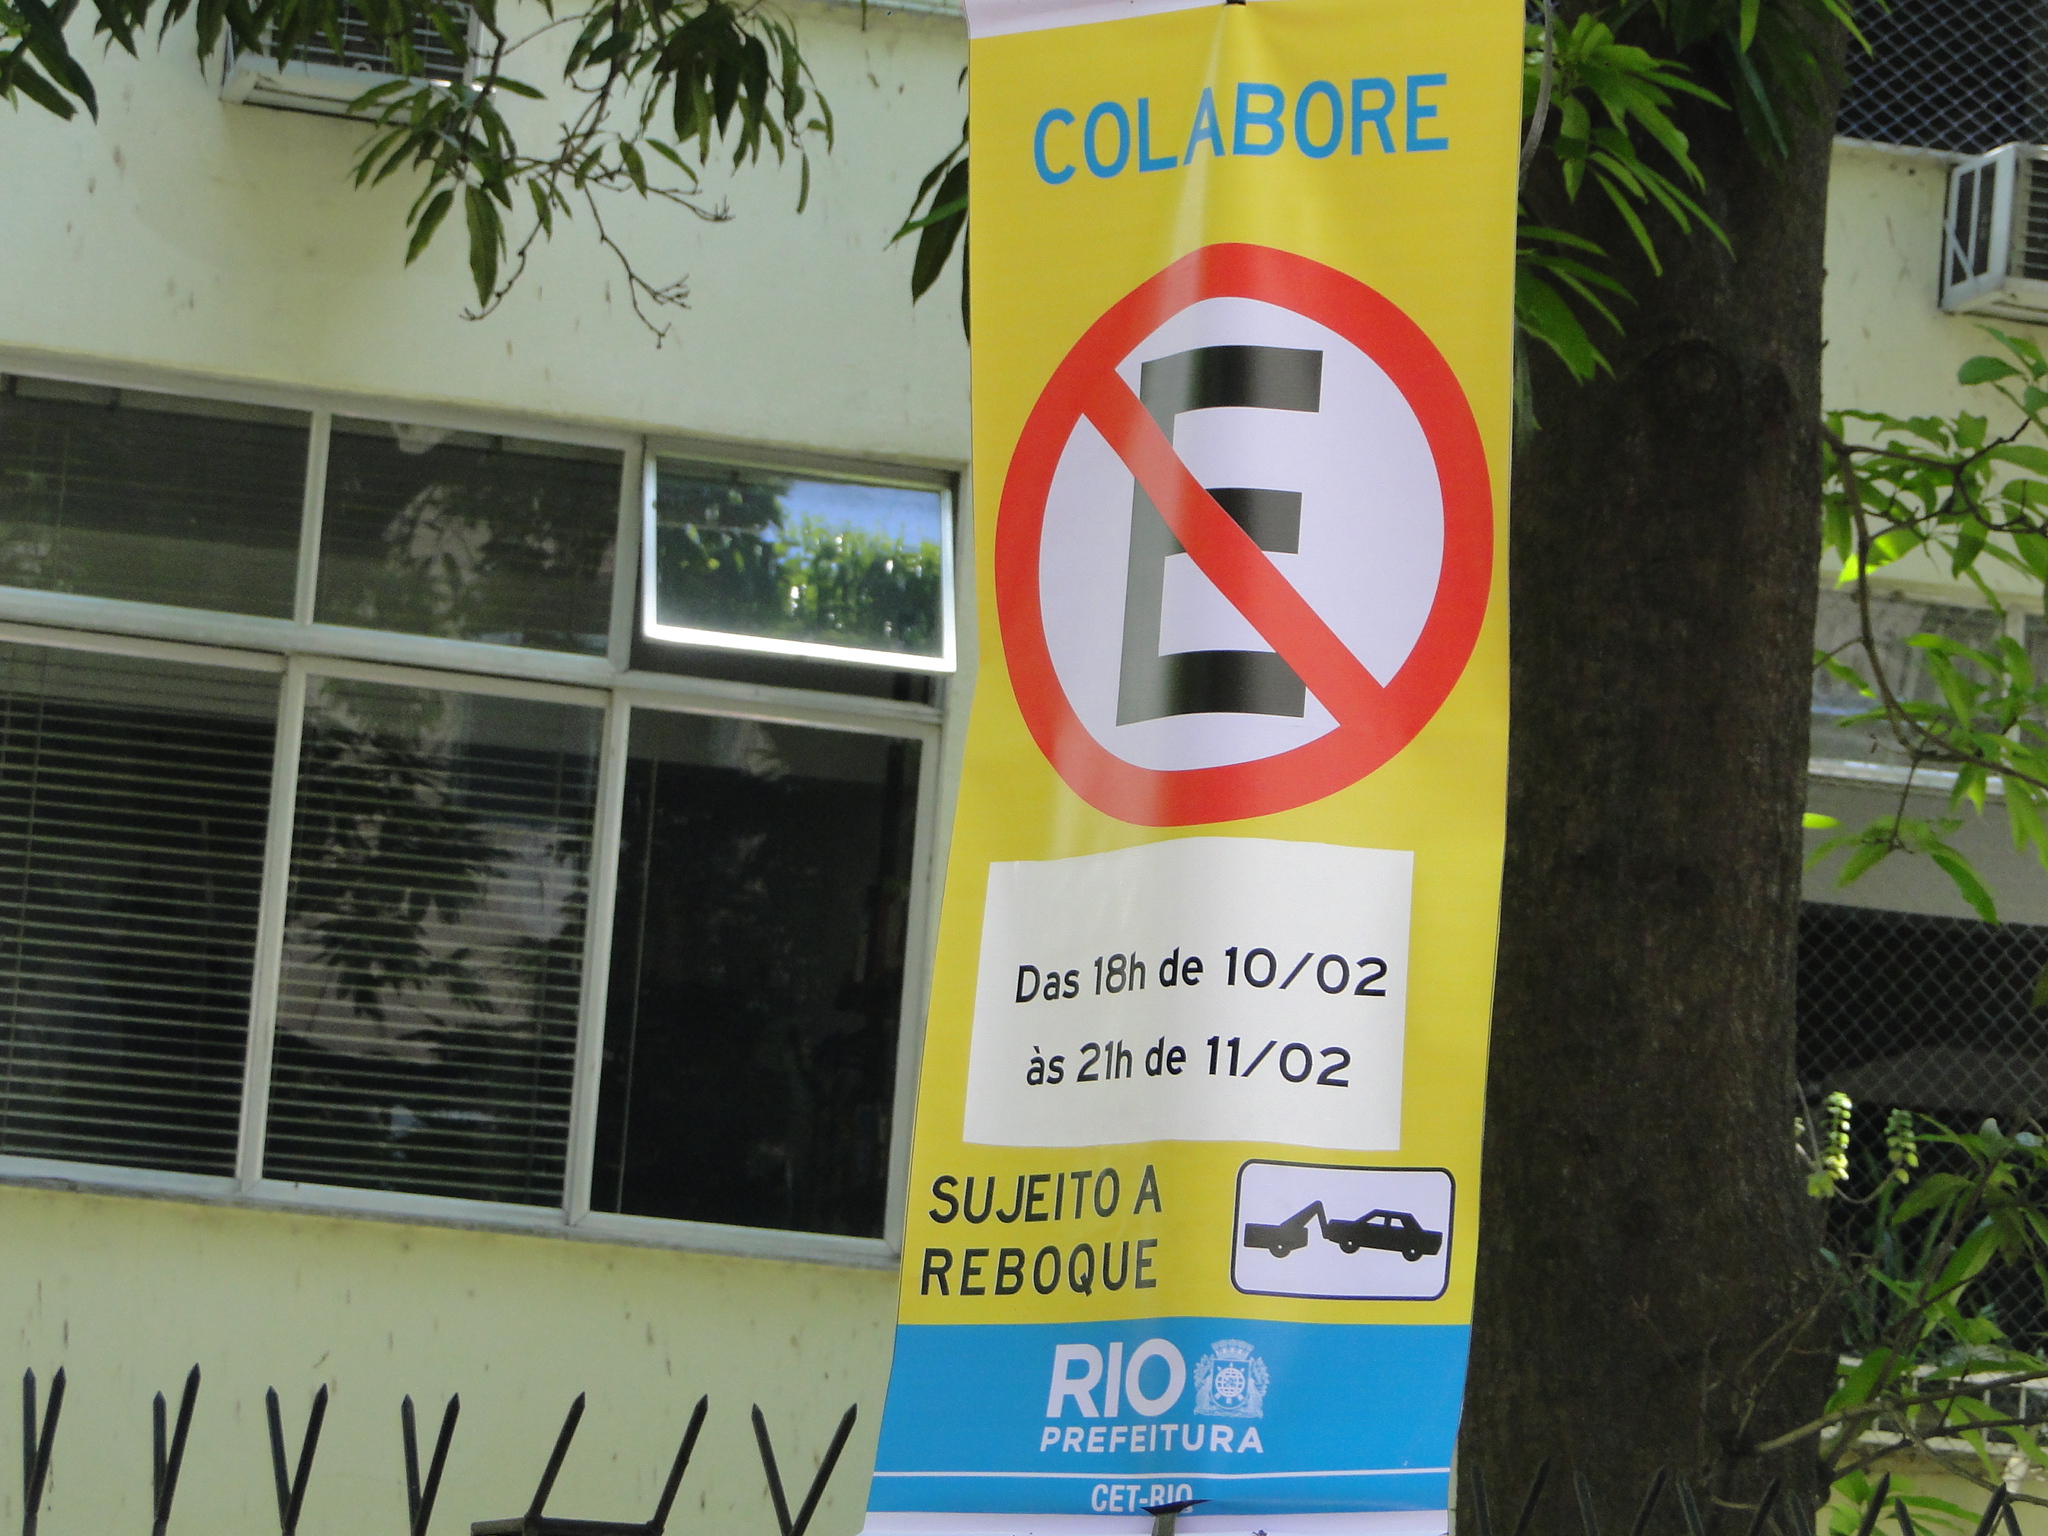 COLABORE
E
Das 18h de 10/02
às 21h de 11/02
SUJEITO A
REBOQUE
RIO
PREFEITURA
CET-RIO